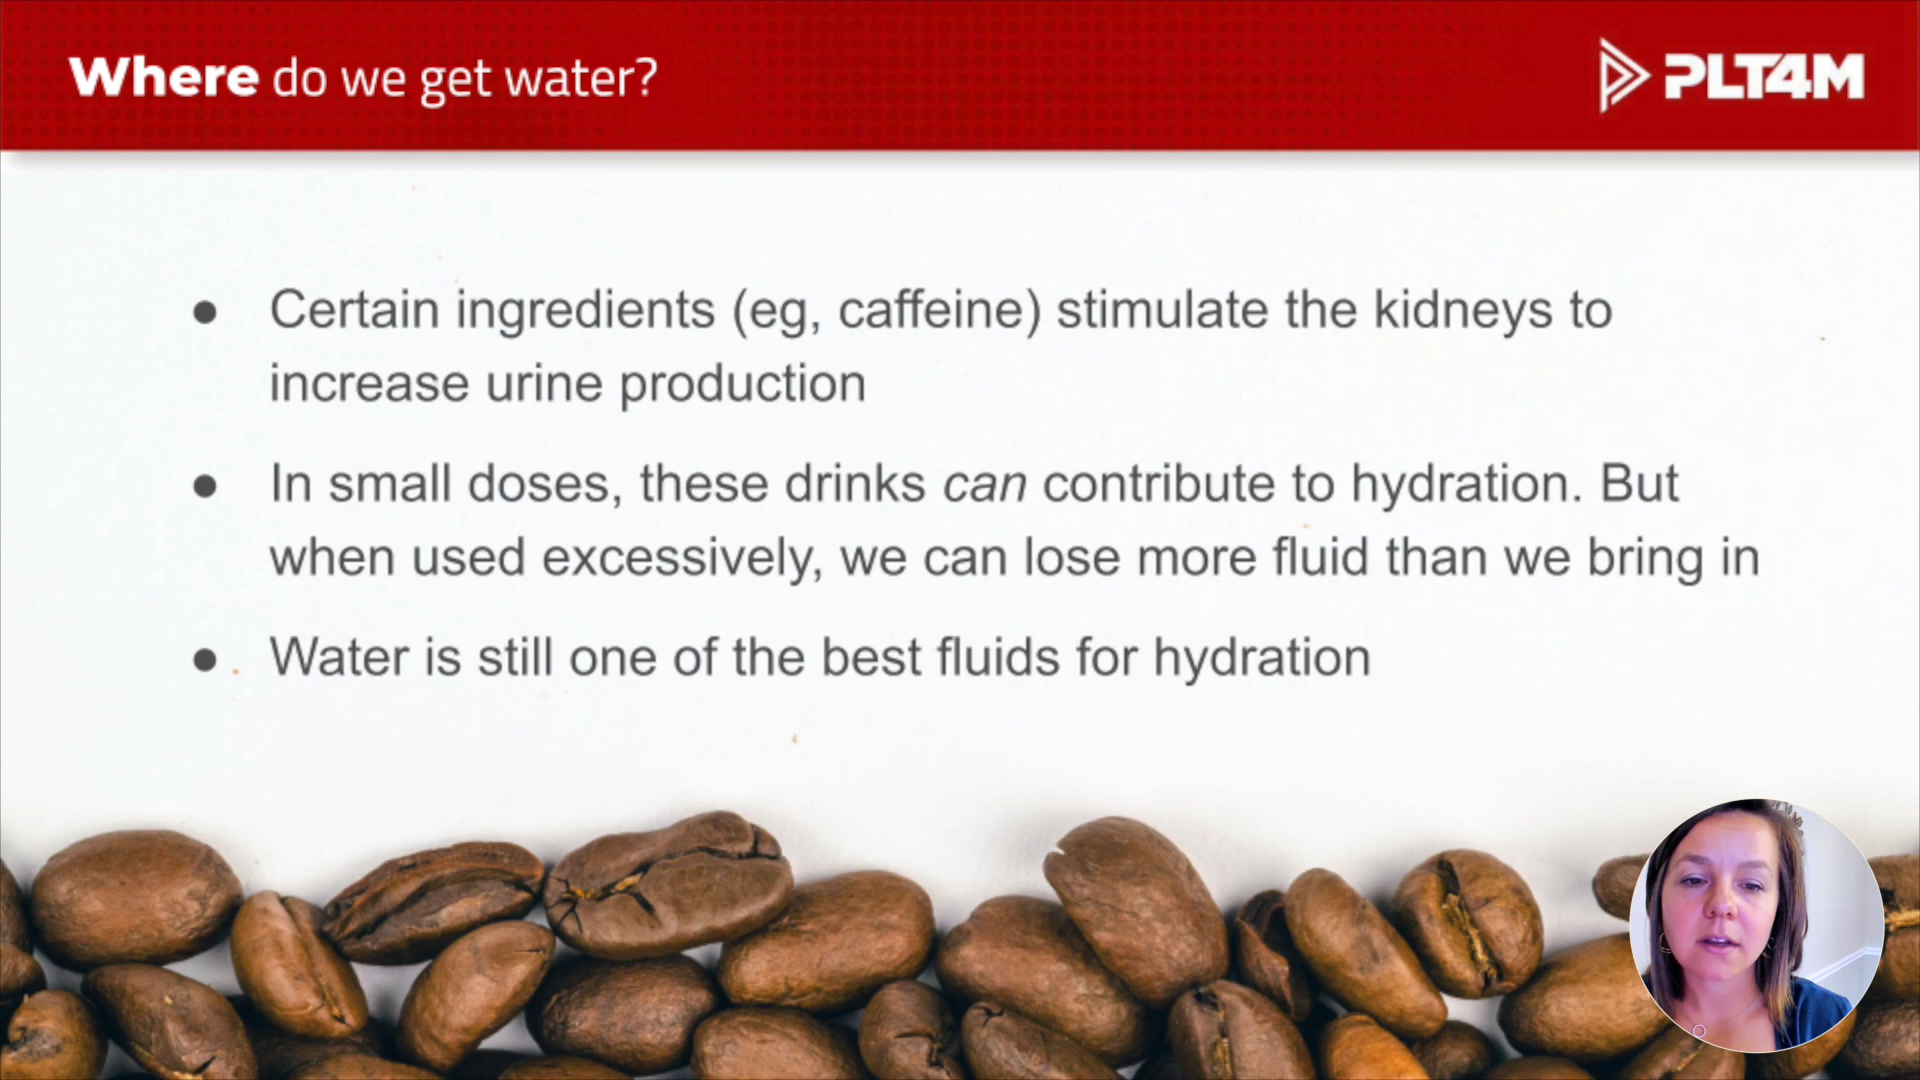 Where do we get water?
PLT4M
● Certain ingredients (eg, caffeine) stimulate the kidneys to
increase urine production
● In small doses, these drinks can contribute to hydration. But
when used excessively, we can lose more fluid than we bring in
● Water is still one of the best fluids for hydration